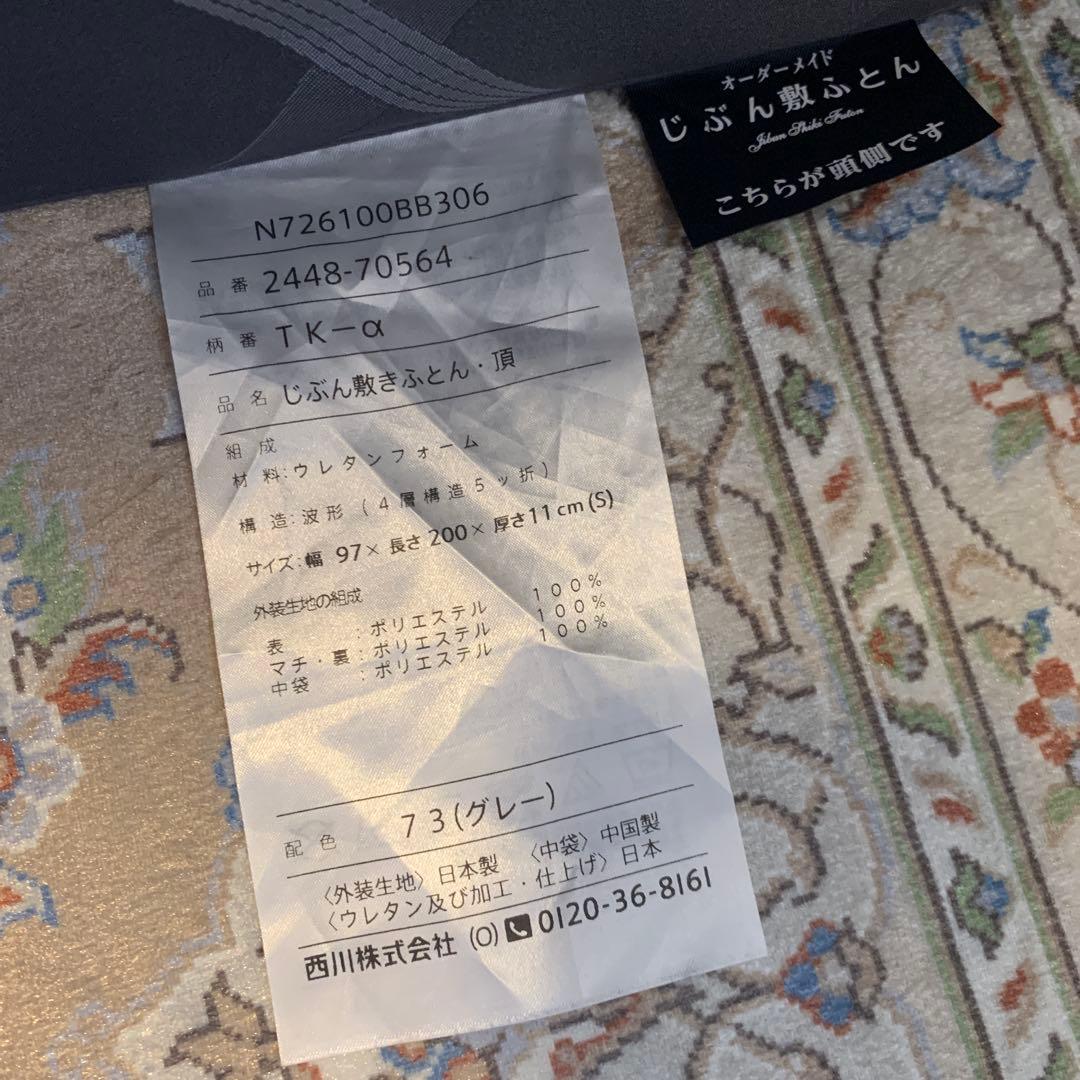 オーダーメイド
じぶん敷ふとん
Jibun Shiki Futon
こちらが頭側です
N726100BB306
品番 2448-70564
柄番 TK-α
品名 じぶん敷きふとん・頂
組成
材料:ウレタンフォーム
構造:波形(4層構造5ッ折)
サイズ:幅 97×長さ200×厚さ11cm(S)
外装生地の組成
表 :ポリエステル 100%
マチ・裏:ポリエステル 100%
中袋 :ポリエステル 100%
配色 73(グレー)
〈外装生地〉日本製 〈中袋〉中国製
〈ウレタン及び加工・仕上げ〉日本
西川株式会社 (O) 0120-36-8161